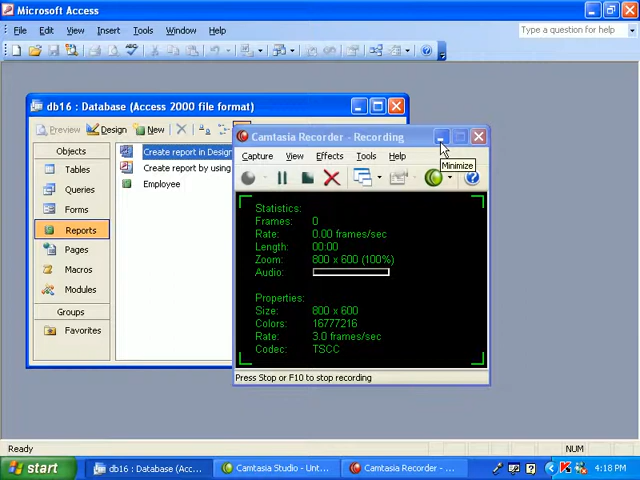 Microsoft Access
File Edit View Insert Tools Window Help
Type a question for help
db16 : Database (Access 2000 file format)
Preview Design New
Objects
Tables
Queries
Forms
Reports
Pages
Macros
Modules
Groups
Favorites
Create report in Design
Create report by using
Employee
Camtasia Recorder - Recording
Capture View Effects Tools Help
Minimize
Statistics:
Frames: 0
Rate: 0.00 frames/sec
Length: 00:00
Zoom: 800 x 600 (100%)
Audio:
Properties:
Size: 800 x 600
Colors: 16777216
Rate: 3.0 frames/sec
Codec: TSCC
Press Stop or F10 to stop recording
Ready
NUM
start
db16 : Database (Acc...
Camtasia Studio - Unt...
Camtasia Recorder - ...
4:18 PM